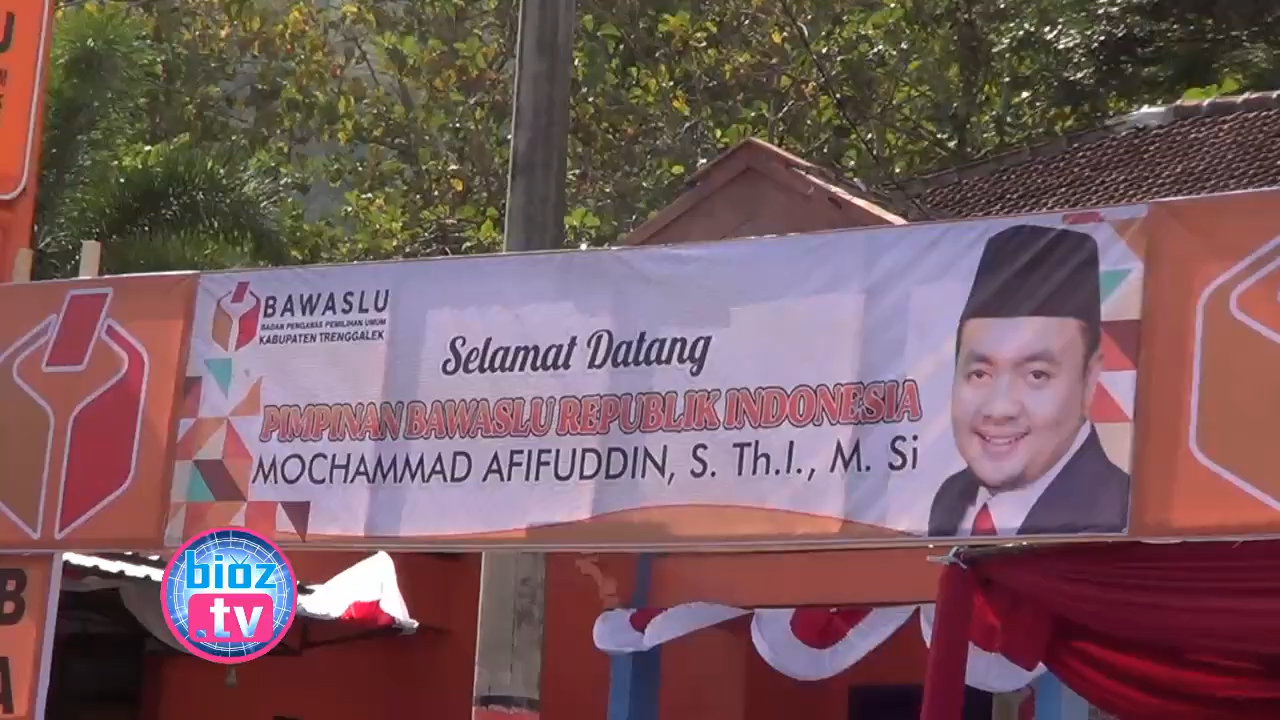 BAWASLU
BADAN PENGAWAS PEMILIHAN UMUM
KABUPATEN TRENGGALEK
Selamat Datang
PIMPINAN BAWASLU REPUBLIK INDONESIA
MOCHAMMAD AFIFUDDIN, S. Th.I., M. Si
bioz
.tv
U
N
B
A